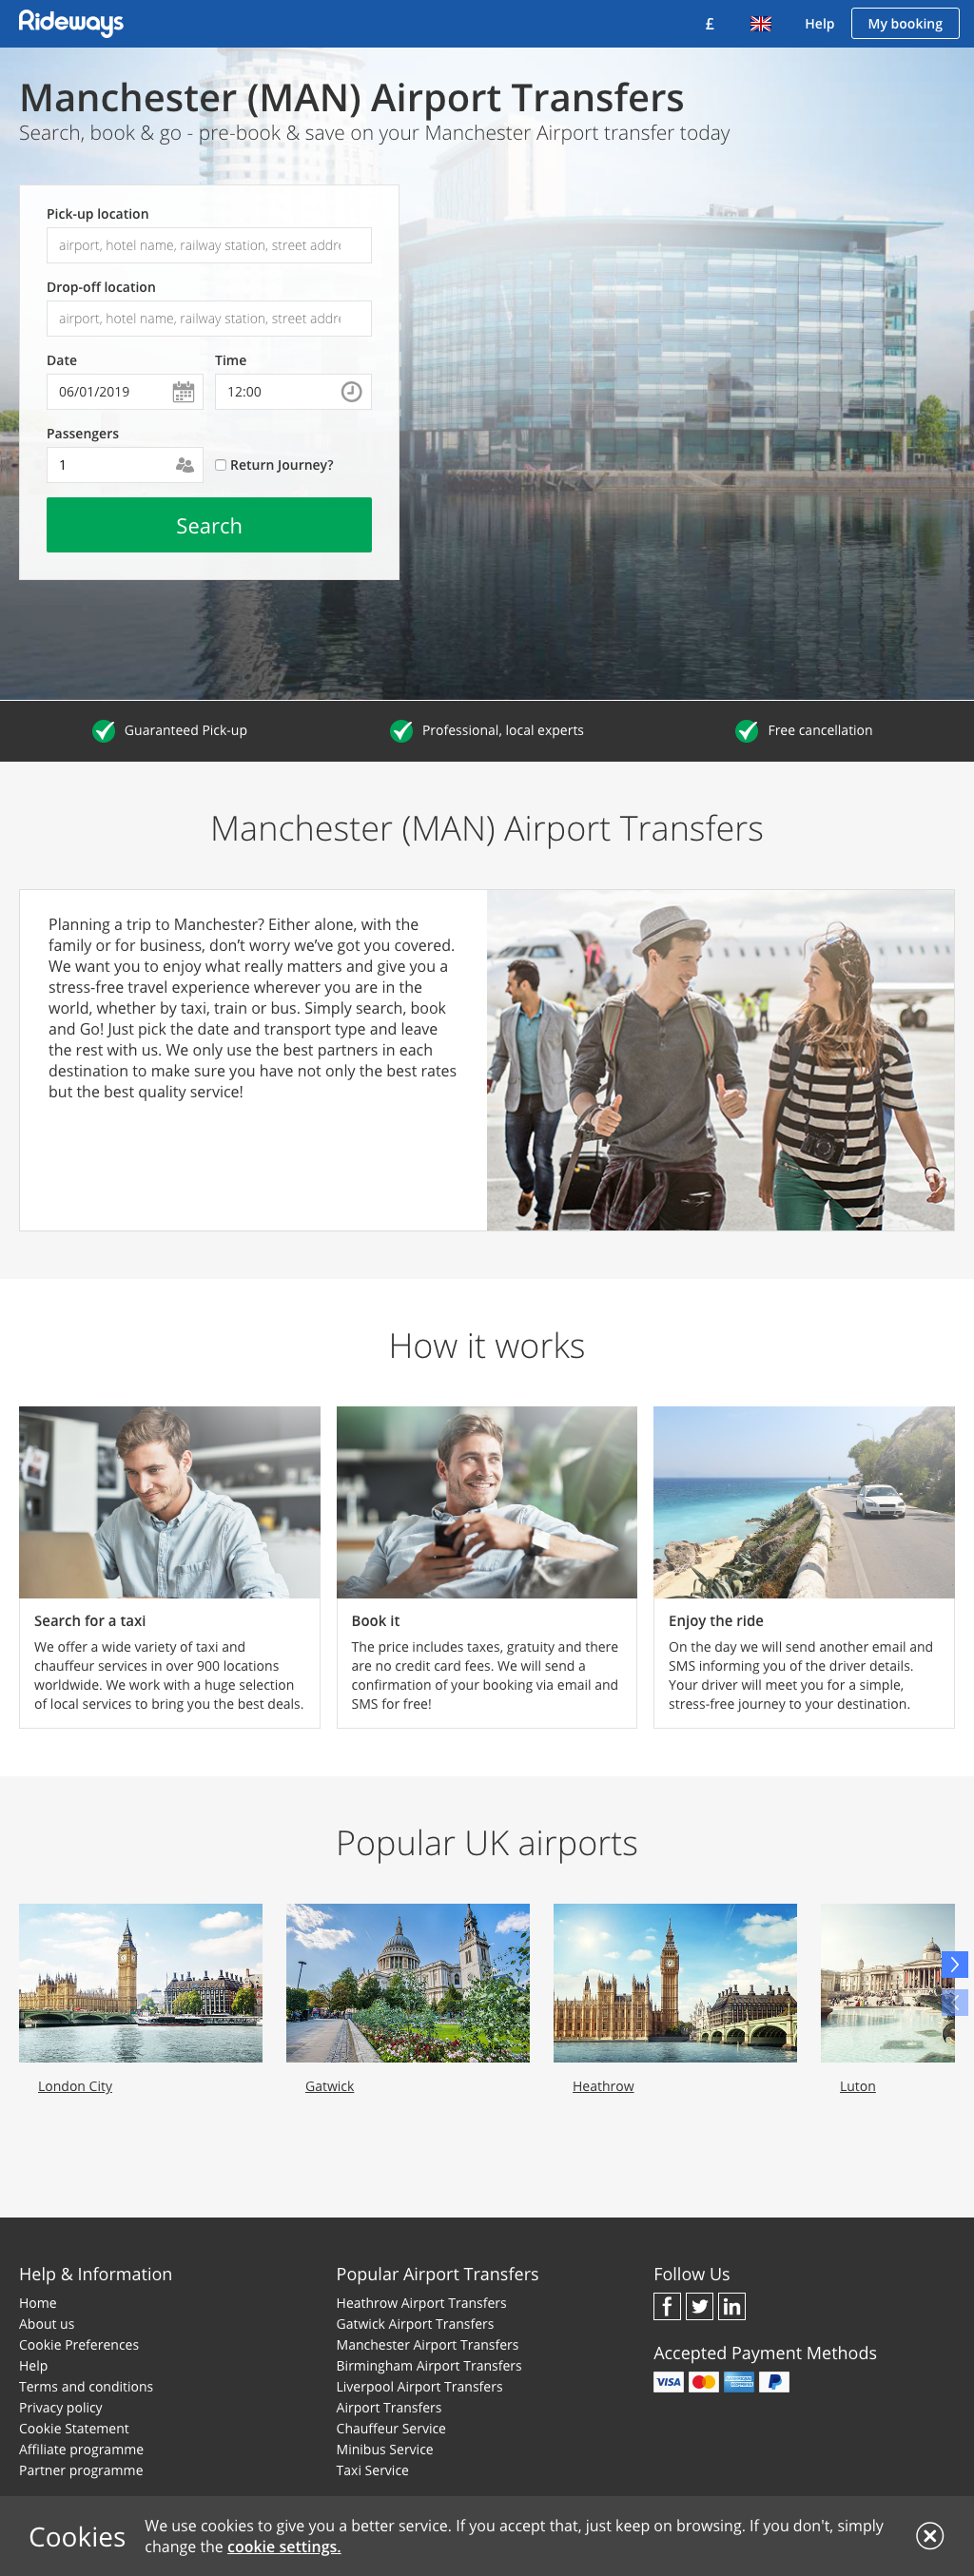 Rideways
£
Help
My booking
Manchester (MAN) Airport Transfers
Search, book & go - pre-book & save on your Manchester Airport transfer today
Pick-up location
airport, hotel name, railway station, street addre
Drop-off location
airport, hotel name, railway station, street addre
Date
Time
06/01/2019
12:00
Passengers
1
Return Journey?
Search
Guaranteed Pick-up
Professional, local experts
Free cancellation
Manchester (MAN) Airport Transfers
Planning a trip to Manchester? Either alone, with the
family or for business, don’t worry we’ve got you covered.
We want you to enjoy what really matters and give you a
stress-free travel experience wherever you are in the
world, whether by taxi, train or bus. Simply search, book
and Go! Just pick the date and transport type and leave
the rest with us. We only use the best partners in each
destination to make sure you have not only the best rates
but the best quality service!
How it works
Search for a taxi
We offer a wide variety of taxi and
chauffeur services in over 900 locations
worldwide. We work with a huge selection
of local services to bring you the best deals.
Book it
The price includes taxes, gratuity and there
are no credit card fees. We will send a
confirmation of your booking via email and
SMS for free!
Enjoy the ride
On the day we will send another email and
SMS informing you of the driver details.
Your driver will meet you for a simple,
stress-free journey to your destination.
Popular UK airports
London City
Gatwick
Heathrow
Luton
Help & Information
Home
About us
Cookie Preferences
Help
Terms and conditions
Privacy policy
Cookie Statement
Affiliate programme
Partner programme
Popular Airport Transfers
Heathrow Airport Transfers
Gatwick Airport Transfers
Manchester Airport Transfers
Birmingham Airport Transfers
Liverpool Airport Transfers
Airport Transfers
Chauffeur Service
Minibus Service
Taxi Service
Follow Us
Accepted Payment Methods
VISA
Cookies
We use cookies to give you a better service. If you accept that, just keep on browsing. If you don't, simply
change the cookie settings.